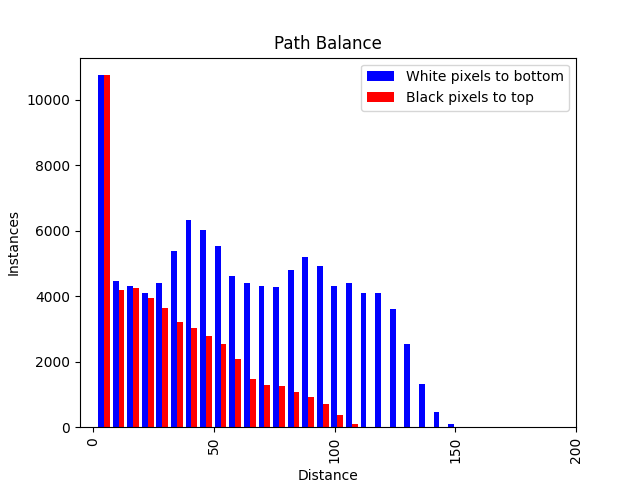 Path Balance
White pixels to bottom
Black pixels to top
Instances
10000
8000
6000
4000
2000
0
0
50
100
150
200
Distance